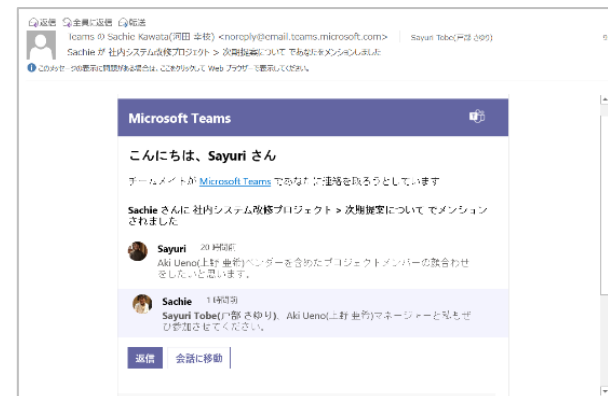 返信 全員に返信 転送
Teams の Sachie Kawata(河田 幸枝) <noreply@email.teams.microsoft.com> Sayuri Tobe(戸部 さゆり)
Sachie が 社内システム改修プロジェクト > 次期提案について であなたをメンションしました
このメッセージの表示に問題がある場合は、ここをクリックして Web ブラウザーで表示してください。
Microsoft Teams
こんにちは、Sayuri さん
チームメイトが Microsoft Teams であなたに連絡を取ろうとしています
Sachie さんに 社内システム改修プロジェクト > 次期提案について でメンション
されました
Sayuri 20 時間前
Aki Ueno(上野 亜希)ベンダーを含めたプロジェクトメンバーの顔合わせ
をしたいと思います。
Sachie 1 時間前
Sayuri Tobe(戸部 さゆり)、Aki Ueno(上野 亜希)マネージャーと私もぜ
ひ参加させてください。
返信 会話に移動